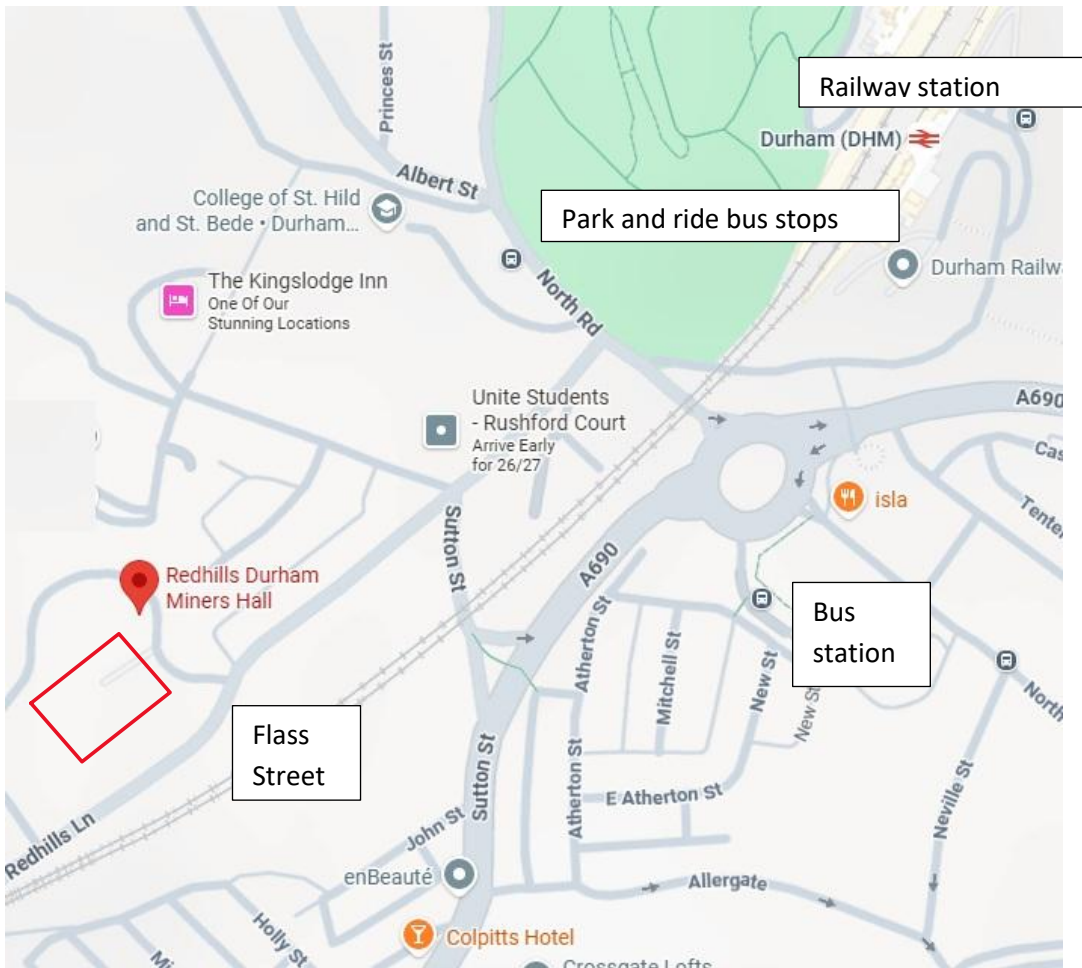 Princes St
Railway station
Durham (DHM)
Albert St
College of St. Hild
and St. Bede • Durham...
Park and ride bus stops
Durham Railw
The Kingslodge Inn
One Of Our
Stunning Locations
North Rd
Unite Students
- Rushford Court
Arrive Early
for 26/27
A690
Cas
isla
Tenter
Sutton St
A690
Redhills Durham
Miners Hall
Atherton St
Mitchell St
New St
New St
Bus
station
North
Flass
Street
Sutton St
Atherton St
E Atherton St
Neville St
John St
Redhills Ln
enBeauté
Allergate
Holly St
Mi
Colpitts Hotel
Crossgate Lofts